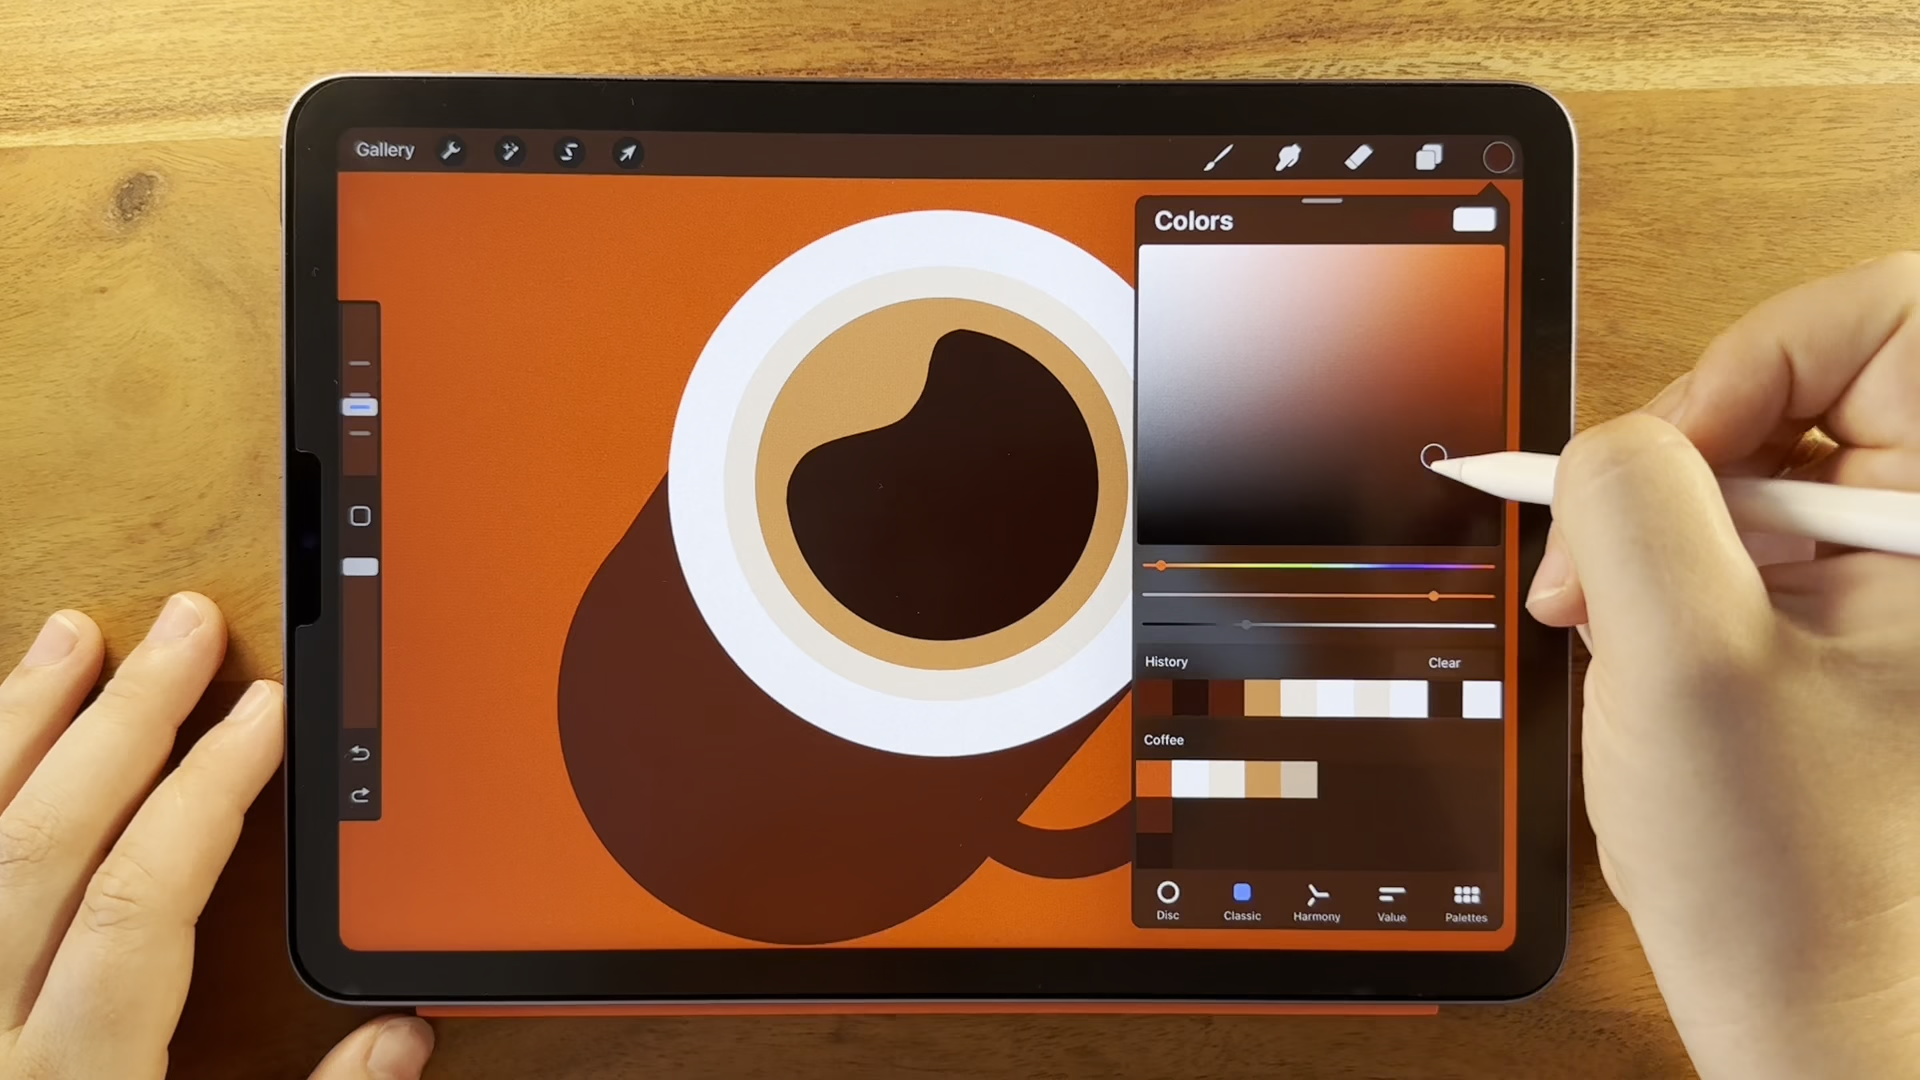 Gallery
Colors
History Clear
Coffee
Disc Classic Harmony Value Palettes